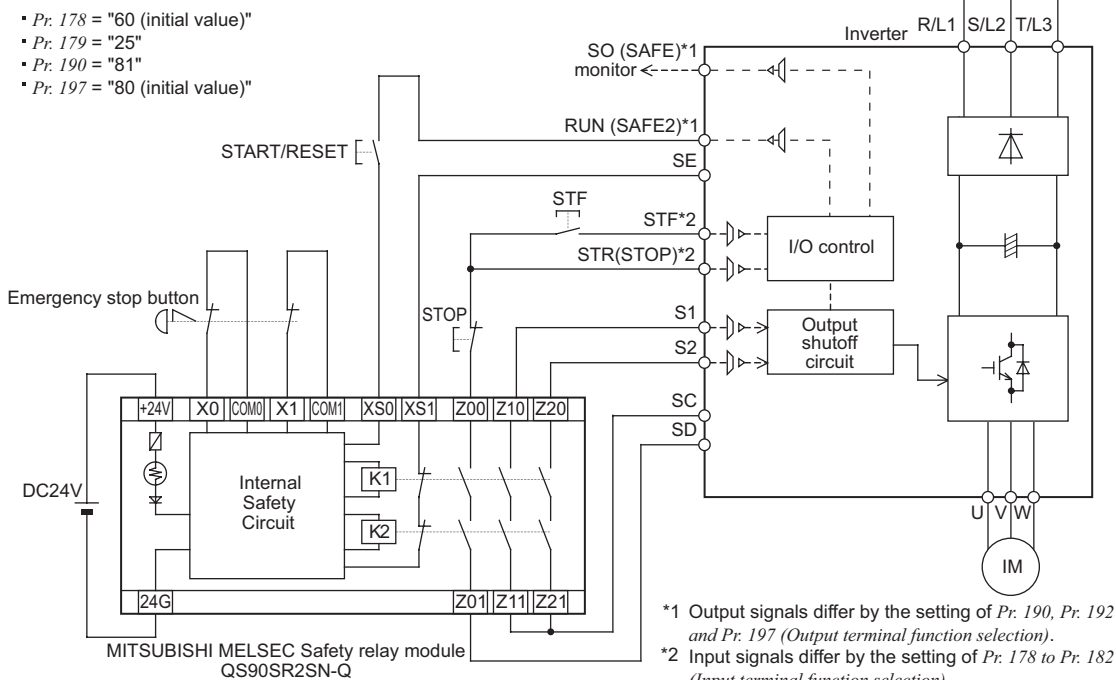 ▪ Pr. 178 = "60 (initial value)"
▪ Pr. 179 = "25"
▪ Pr. 190 = "81"
▪ Pr. 197 = "80 (initial value)"
Inverter
R/L1 S/L2 T/L3
SO (SAFE)*1
monitor
RUN (SAFE2)*1
START/RESET
SE
STF
STF*2
STR(STOP)*2
I/O control
Emergency stop button
STOP
S1
S2
Output
shutoff
circuit
SC
SD
+24V X0 COM0 X1 COM1 XS0 XS1 Z00 Z10 Z20
DC24V
Internal
Safety
Circuit
K1
K2
U V W
IM
24G Z01 Z11 Z21
MITSUBISHI MELSEC Safety relay module
QS90SR2SN-Q
*1 Output signals differ by the setting of Pr. 190, Pr. 192
and Pr. 197 (Output terminal function selection).
*2 Input signals differ by the setting of Pr. 178 to Pr. 182
(Input terminal function selection)